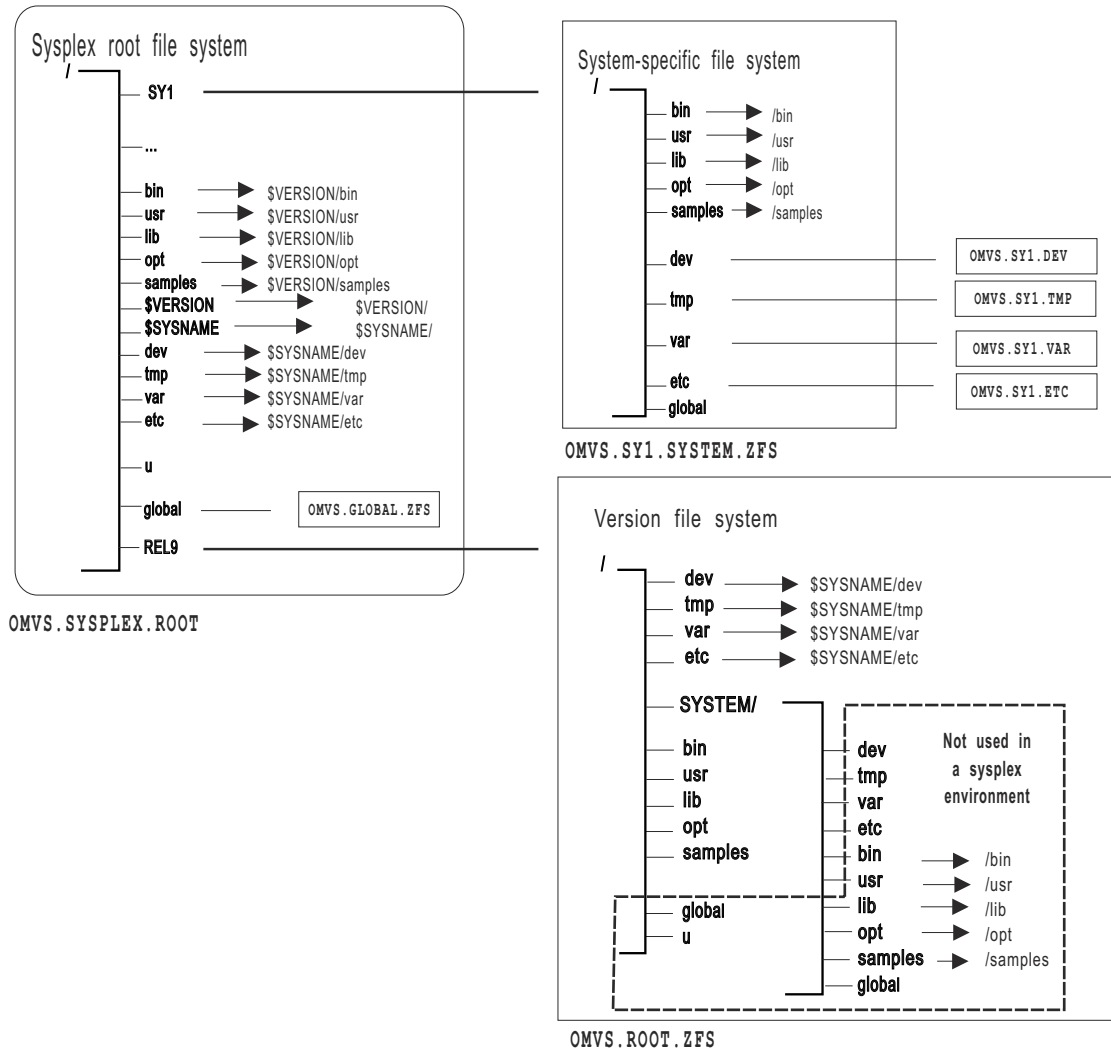 Sysplex root file system
/
SY1
...
bin $VERSION/bin
usr $VERSION/usr
lib $VERSION/lib
opt $VERSION/opt
samples $VERSION/samples
$VERSION $VERSION/
$SYSNAME $SYSNAME/
dev $SYSNAME/dev
tmp $SYSNAME/tmp
var $SYSNAME/var
etc $SYSNAME/etc
u
global OMVS.GLOBAL.ZFS
REL9
OMVS.SYSPLEX.ROOT
System-specific file system
/
bin /bin
usr /usr
lib /lib
opt /opt
samples /samples
dev OMVS.SY1.DEV
tmp OMVS.SY1.TMP
var OMVS.SY1.VAR
etc OMVS.SY1.ETC
global
OMVS.SY1.SYSTEM.ZFS
Version file system
/
dev $SYSNAME/dev
tmp $SYSNAME/tmp
var $SYSNAME/var
etc $SYSNAME/etc
SYSTEM/
bin
usr
lib
opt
samples
global
u
Not used in
a sysplex
environment
dev
tmp
var
etc
bin /bin
usr /usr
lib /lib
opt /opt
samples /samples
global
OMVS.ROOT.ZFS